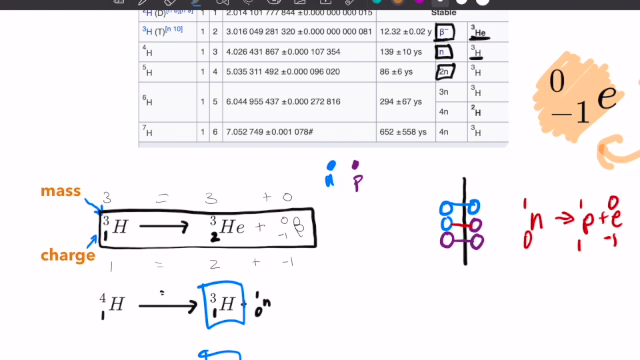 ²H (D) 1 1 2.014 101 777 844 ±0.000 000 000 015 Stable
³H (T)[n 10] 1 2 3.016 049 281 320 ±0.000 000 000 081 12.32 ±0.02 y β⁻ ³He
⁴H 1 3 4.026 431 867 ±0.000 107 354 139 ±10 ys n ³H
⁵H 1 4 5.035 311 492 ±0.000 096 020 86 ±6 ys 2n ³H
⁶H 1 5 6.044 955 437 ±0.000 272 816 294 ±67 ys 3n ³H
4n ²H
⁷H 1 6 7.052 749 ±0.001 078# 652 ±558 ys 4n ³H
⁰₋₁e
n p
mass
3 = 3 + 0
³₁H → ³₂He + ⁰₋₁e
charge
1 = 2 + -1
¹₀n → ¹₁p + ⁰₋₁e
⁴₁H → ³₁H + ¹₀n